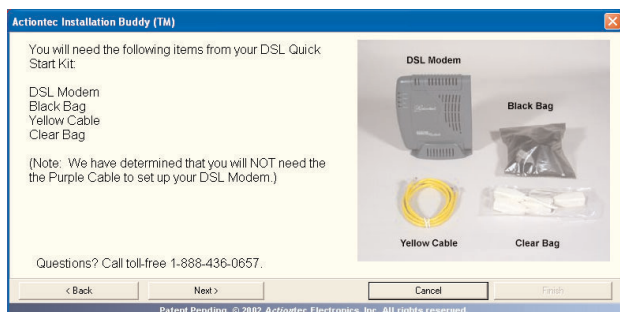 Actiontec Installation Buddy (TM)
You will need the following items from your DSL Quick
Start Kit:
DSL Modem
Black Bag
Yellow Cable
Clear Bag
(Note: We have determined that you will NOT need the
the Purple Cable to set up your DSL Modem.)
Questions? Call toll-free 1-888-436-0657.
DSL Modem
Black Bag
Yellow Cable
Clear Bag
< Back
Next >
Cancel
Finish
Patent Pending. © 2002 Actiontec Electronics, Inc. All rights reserved.